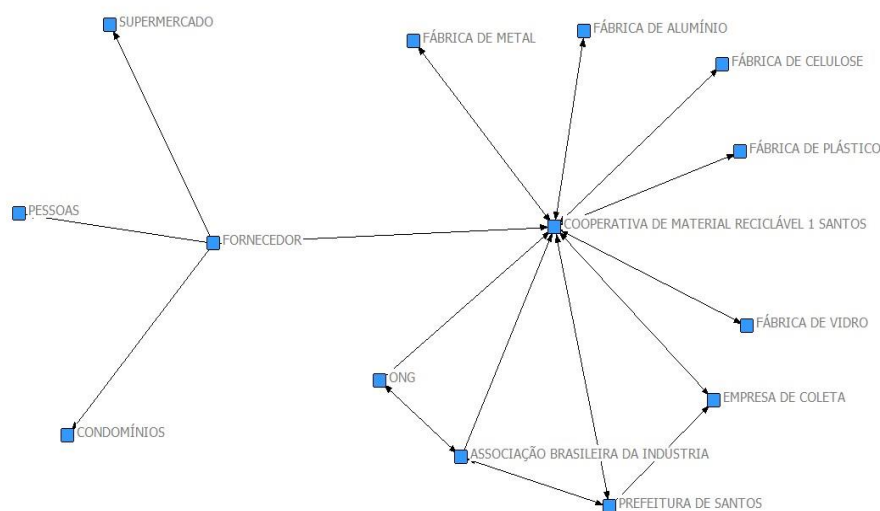 SUPERMERCADO
FÁBRICA DE METAL
FÁBRICA DE ALUMÍNIO
FÁBRICA DE CELULOSE
FÁBRICA DE PLÁSTICO
PESSOAS
FORNECEDOR
COOPERATIVA DE MATERIAL RECICLÁVEL 1 SANTOS
FÁBRICA DE VIDRO
ONG
EMPRESA DE COLETA
CONDOMÍNIOS
ASSOCIAÇÃO BRASILEIRA DA INDÚSTRIA
PREFEITURA DE SANTOS